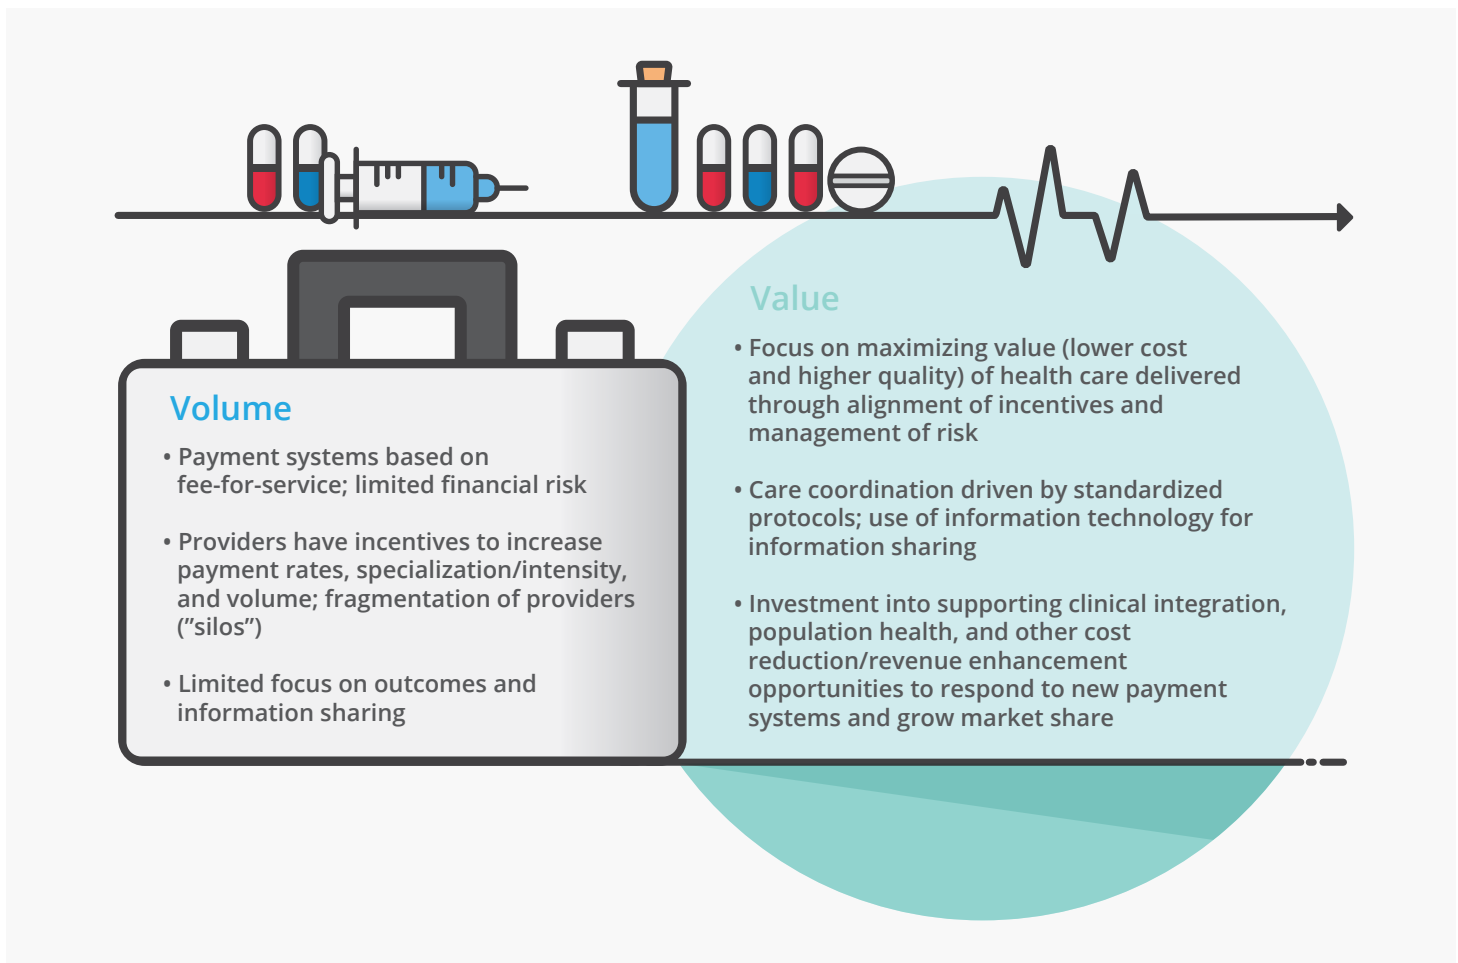 Volume
• Payment systems based on
fee-for-service; limited financial risk
• Providers have incentives to increase
payment rates, specialization/intensity,
and volume; fragmentation of providers
(”silos”)
• Limited focus on outcomes and
information sharing
Value
• Focus on maximizing value (lower cost
and higher quality) of health care delivered
through alignment of incentives and
management of risk
• Care coordination driven by standardized
protocols; use of information technology for
information sharing
• Investment into supporting clinical integration,
population health, and other cost
reduction/revenue enhancement
opportunities to respond to new payment
systems and grow market share